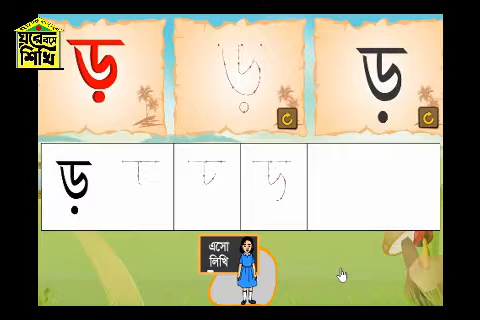 ঘরে বসে
শিখি
ড় ড় ড়
ড়
এসো
লিখি